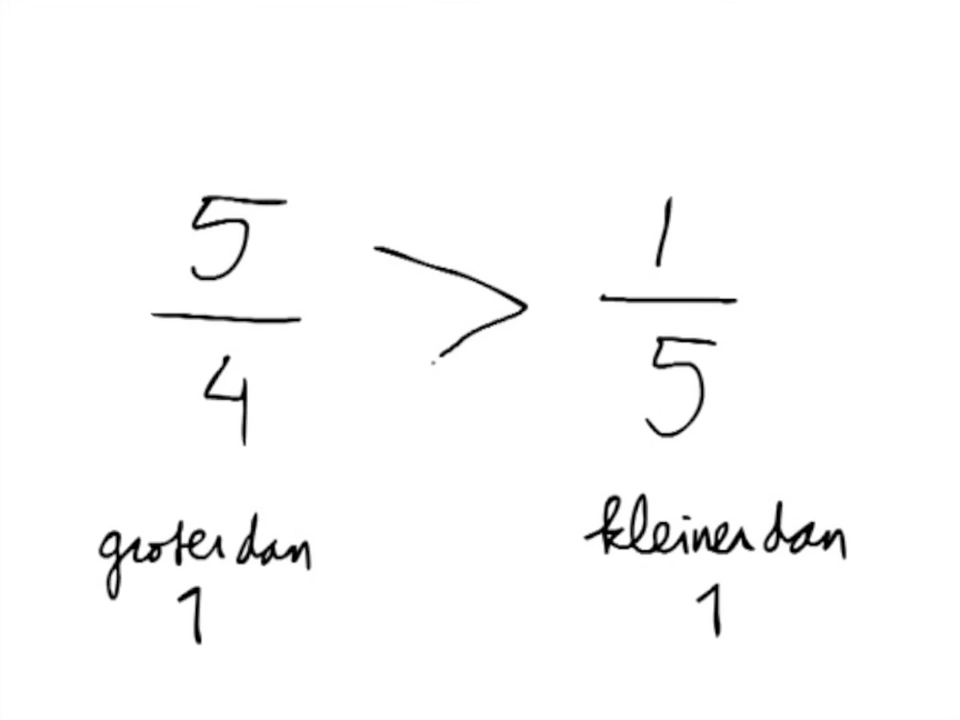 5/4 > 1/5
groter dan kleiner dan
1 1